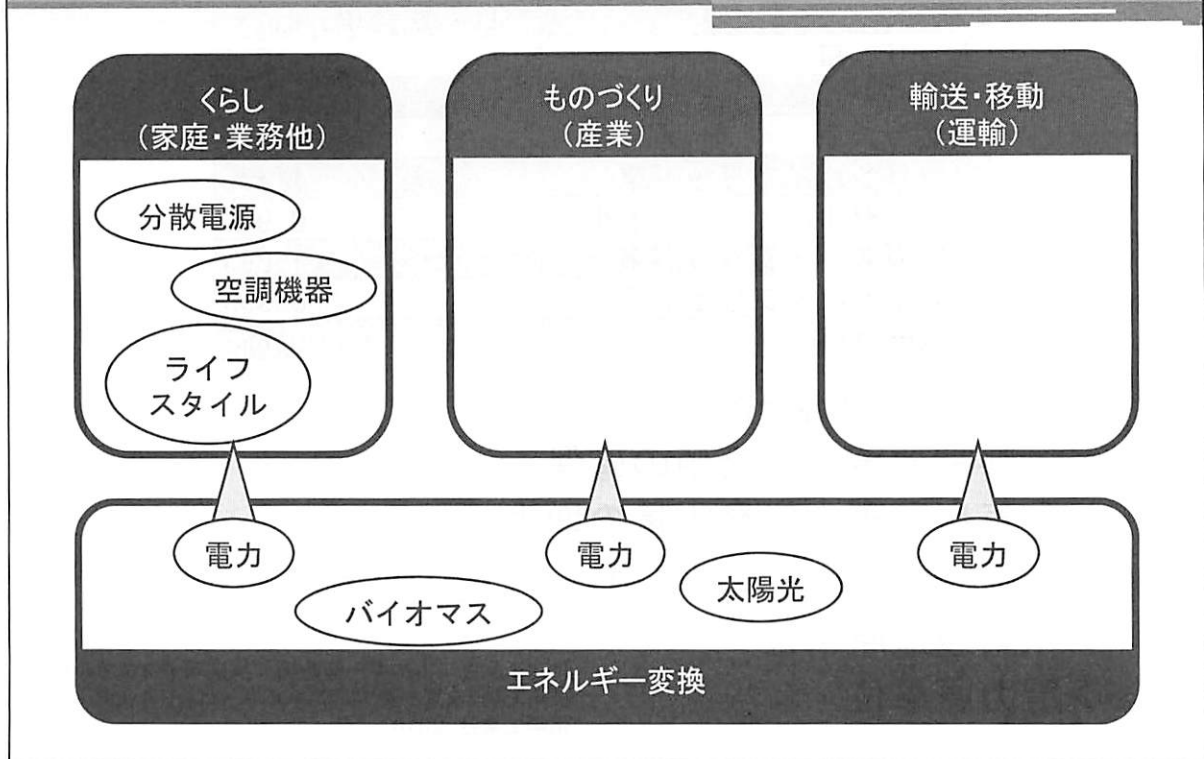 くらし
(家庭・業務他)
ものづくり
(産業)
輸送・移動
(運輸)
分散電源
空調機器
ライフ
スタイル
電力
電力
電力
バイオマス
太陽光
エネルギー変換